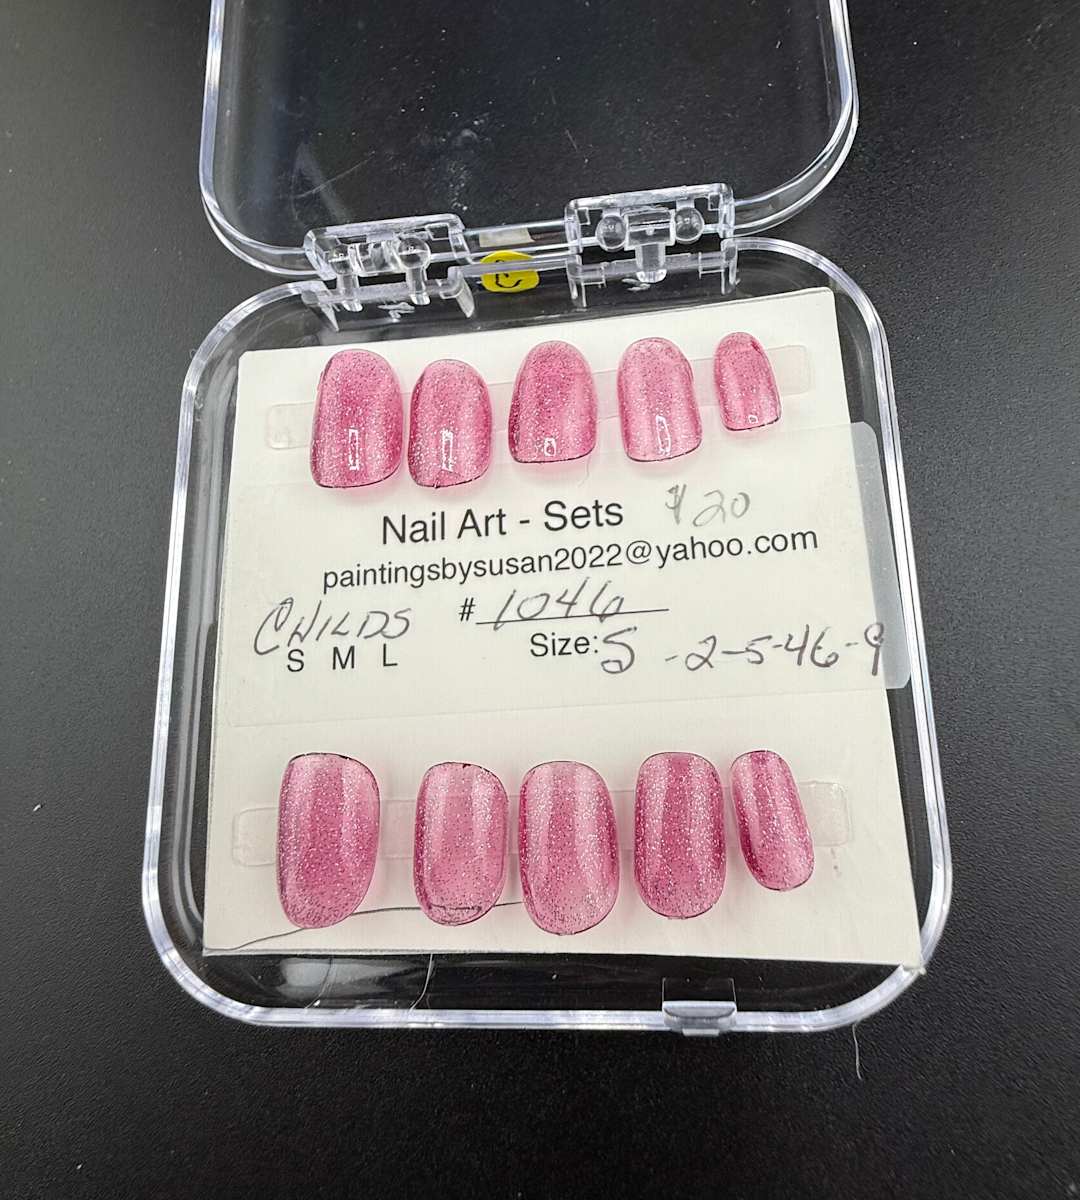 Nail Art - Sets $20
paintingsbysusan2022@yahoo.com
CHILDS # 1046
S M L Size: 5 - 2-5-46-9